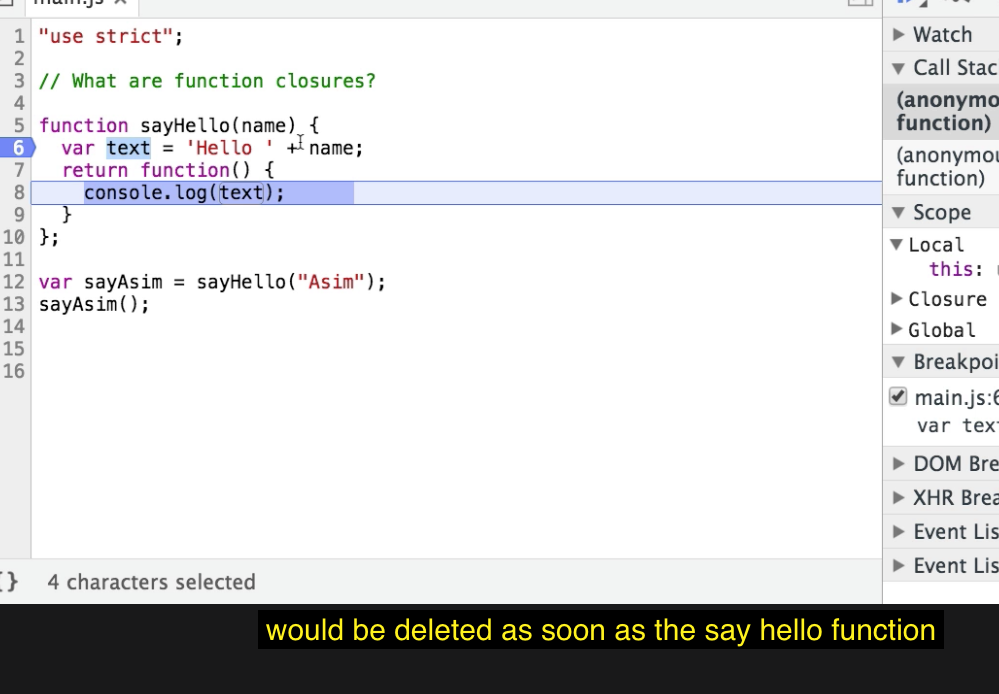 main.js ×
1 "use strict";
2
3 // What are function closures?
4
5 function sayHello(name) {
6 var text = 'Hello ' + name;
7 return function() {
8 console.log(text);
9 }
10 };
11
12 var sayAsim = sayHello("Asim");
13 sayAsim();
14
15
16
{} 4 characters selected
Watch
Call Stac
(anonymo
function)
(anonymou
function)
Scope
Local
this:
Closure
Global
Breakpoi
main.js:6
var text
DOM Bre
XHR Brea
Event Lis
Event Lis
would be deleted as soon as the say hello function